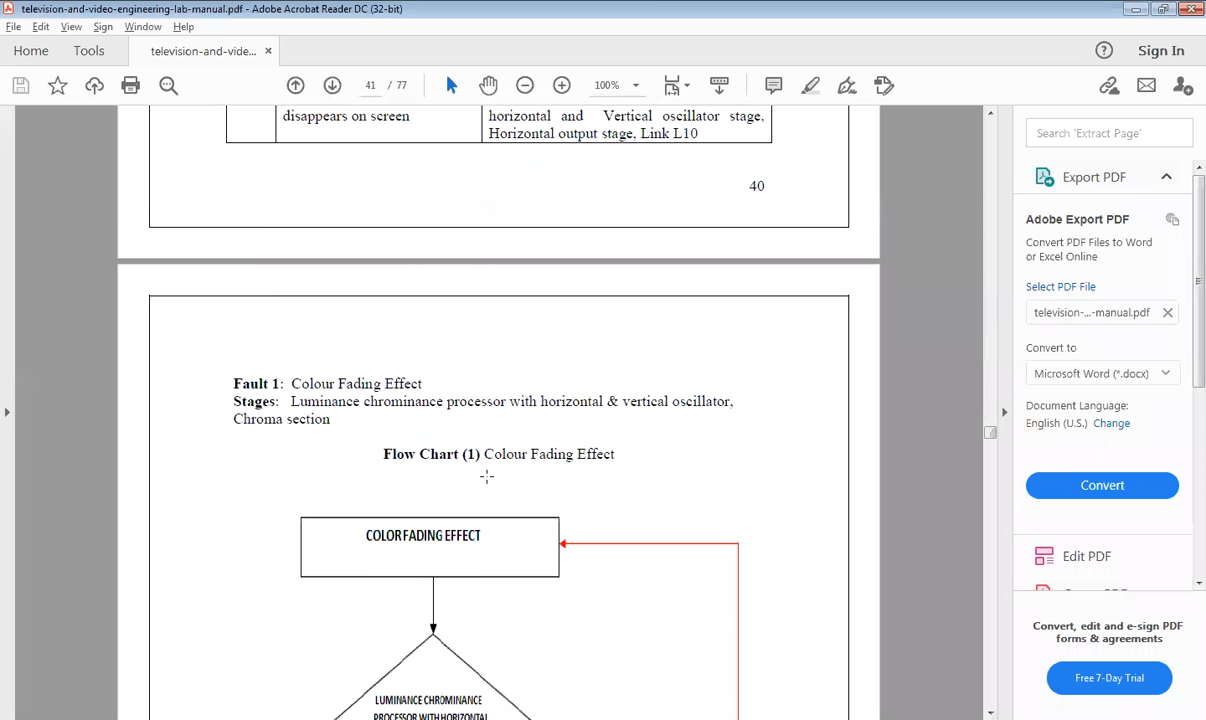 television-and-video-engineering-lab-manual.pdf - Adobe Acrobat Reader DC (32-bit)
File Edit View Sign Window Help
Home Tools television-and-vide... × Sign In
41 / 77 100%
disappears on screen
horizontal and Vertical oscillator stage,
Horizontal output stage, Link L10
40
Fault 1: Colour Fading Effect
Stages: Luminance chrominance processor with horizontal & vertical oscillator,
Chroma section
Flow Chart (1) Colour Fading Effect
COLOR FADING EFFECT
LUMINANCE CHROMINANCE
PROCESSOR WITH HORIZONTAL
Search 'Extract Page'
Export PDF
Adobe Export PDF
Convert PDF Files to Word
or Excel Online
Select PDF File
television-...-manual.pdf
Convert to
Microsoft Word (*.docx)
Document Language:
English (U.S.) Change
Convert
Edit PDF
Convert, edit and e-sign PDF
forms & agreements
Free 7-Day Trial